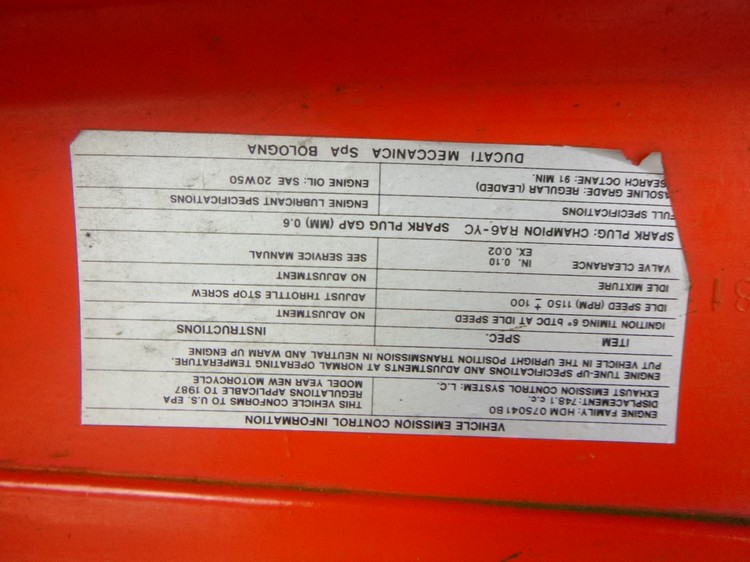 VEHICLE EMISSION CONTROL INFORMATION
ENGINE FAMILY: HDM 075041B0
DISPLACEMENT: 748.1 c.c.
EXHAUST EMISSION CONTROL SYSTEM: L.C.
THIS VEHICLE CONFORMS TO U.S. EPA
REGULATIONS APPLICABLE TO 1987
MODEL YEAR NEW MOTORCYCLE
ENGINE TUNE-UP SPECIFICATIONS AND ADJUSTMENTS AT NORMAL OPERATING TEMPERATURE.
PUT VEHICLE IN THE UPRIGHT POSITION TRANSMISSION IN NEUTRAL AND WARM UP ENGINE
ITEM SPEC. INSTRUCTIONS
IGNITION TIMING 6° BTDC AT IDLE SPEED NO ADJUSTMENT
IDLE SPEED (RPM) 1150 ± 100 ADJUST THROTTLE STOP SCREW
IDLE MIXTURE NO ADJUSTMENT
VALVE CLEARANCE IN. 0.10 SEE SERVICE MANUAL
EX. 0.02
SPARK PLUG: CHAMPION RA6-YC SPARK PLUG GAP (MM) 0.6
FULL SPECIFICATIONS ENGINE LUBRICANT SPECIFICATIONS
ASOLINE GRADE: REGULAR (LEADED) ENGINE OIL: SAE 20W50
SEARCH OCTANE: 91 MIN.
DUCATI MECCANICA SpA BOLOGNA